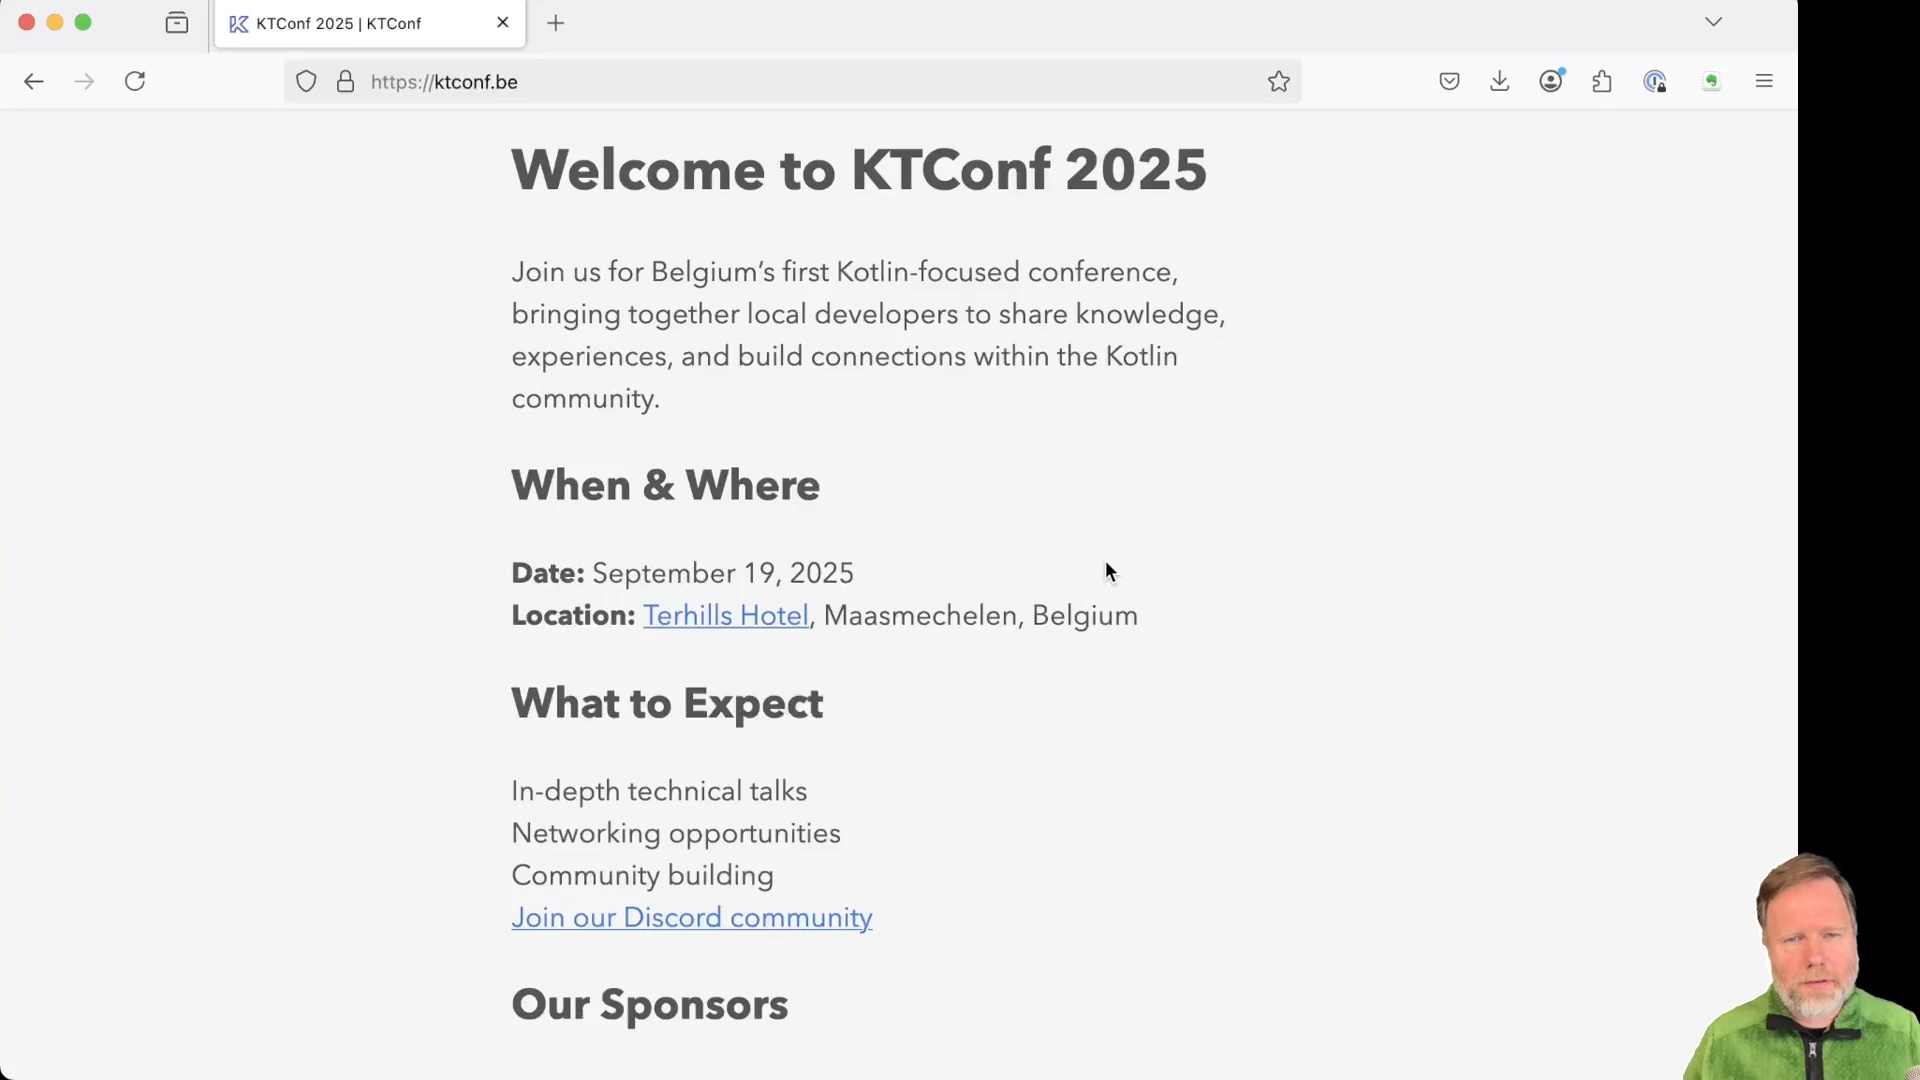 KTConf 2025 | KTConf
https://ktconf.be
Welcome to KTConf 2025
Join us for Belgium’s first Kotlin-focused conference,
bringing together local developers to share knowledge,
experiences, and build connections within the Kotlin
community.
When & Where
Date: September 19, 2025
Location: Terhills Hotel, Maasmechelen, Belgium
What to Expect
In-depth technical talks
Networking opportunities
Community building
Join our Discord community
Our Sponsors